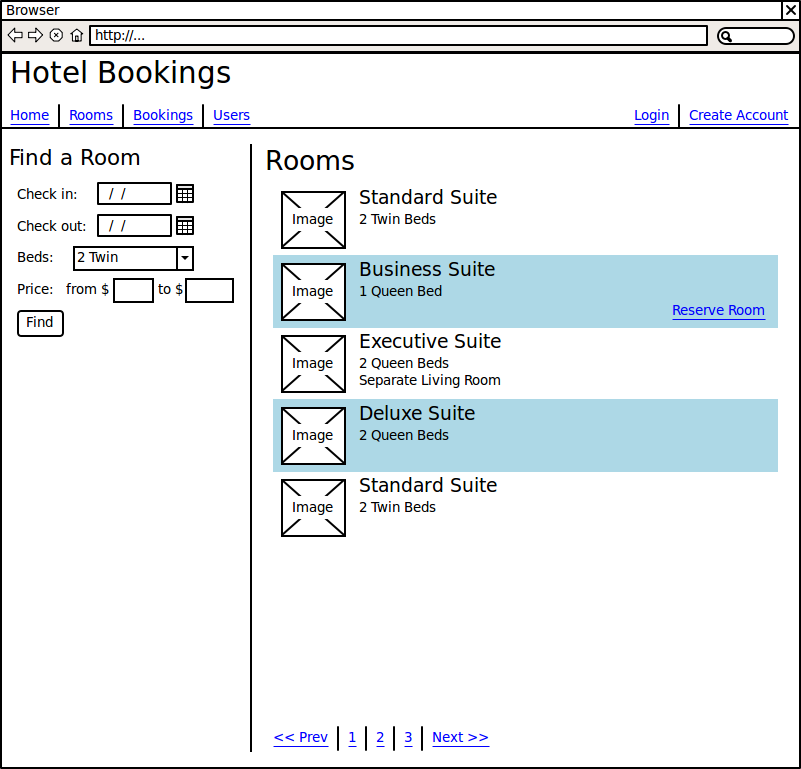 Browser
http://...
Hotel Bookings
Home Rooms Bookings Users Login Create Account
Find a Room
Check in: / /
Check out: / /
Beds: 2 Twin
Price: from $ to $
Find
Rooms
Image
Standard Suite
2 Twin Beds
Image
Business Suite
1 Queen Bed
Reserve Room
Image
Executive Suite
2 Queen Beds
Separate Living Room
Image
Deluxe Suite
2 Queen Beds
Image
Standard Suite
2 Twin Beds
<< Prev 1 2 3 Next >>